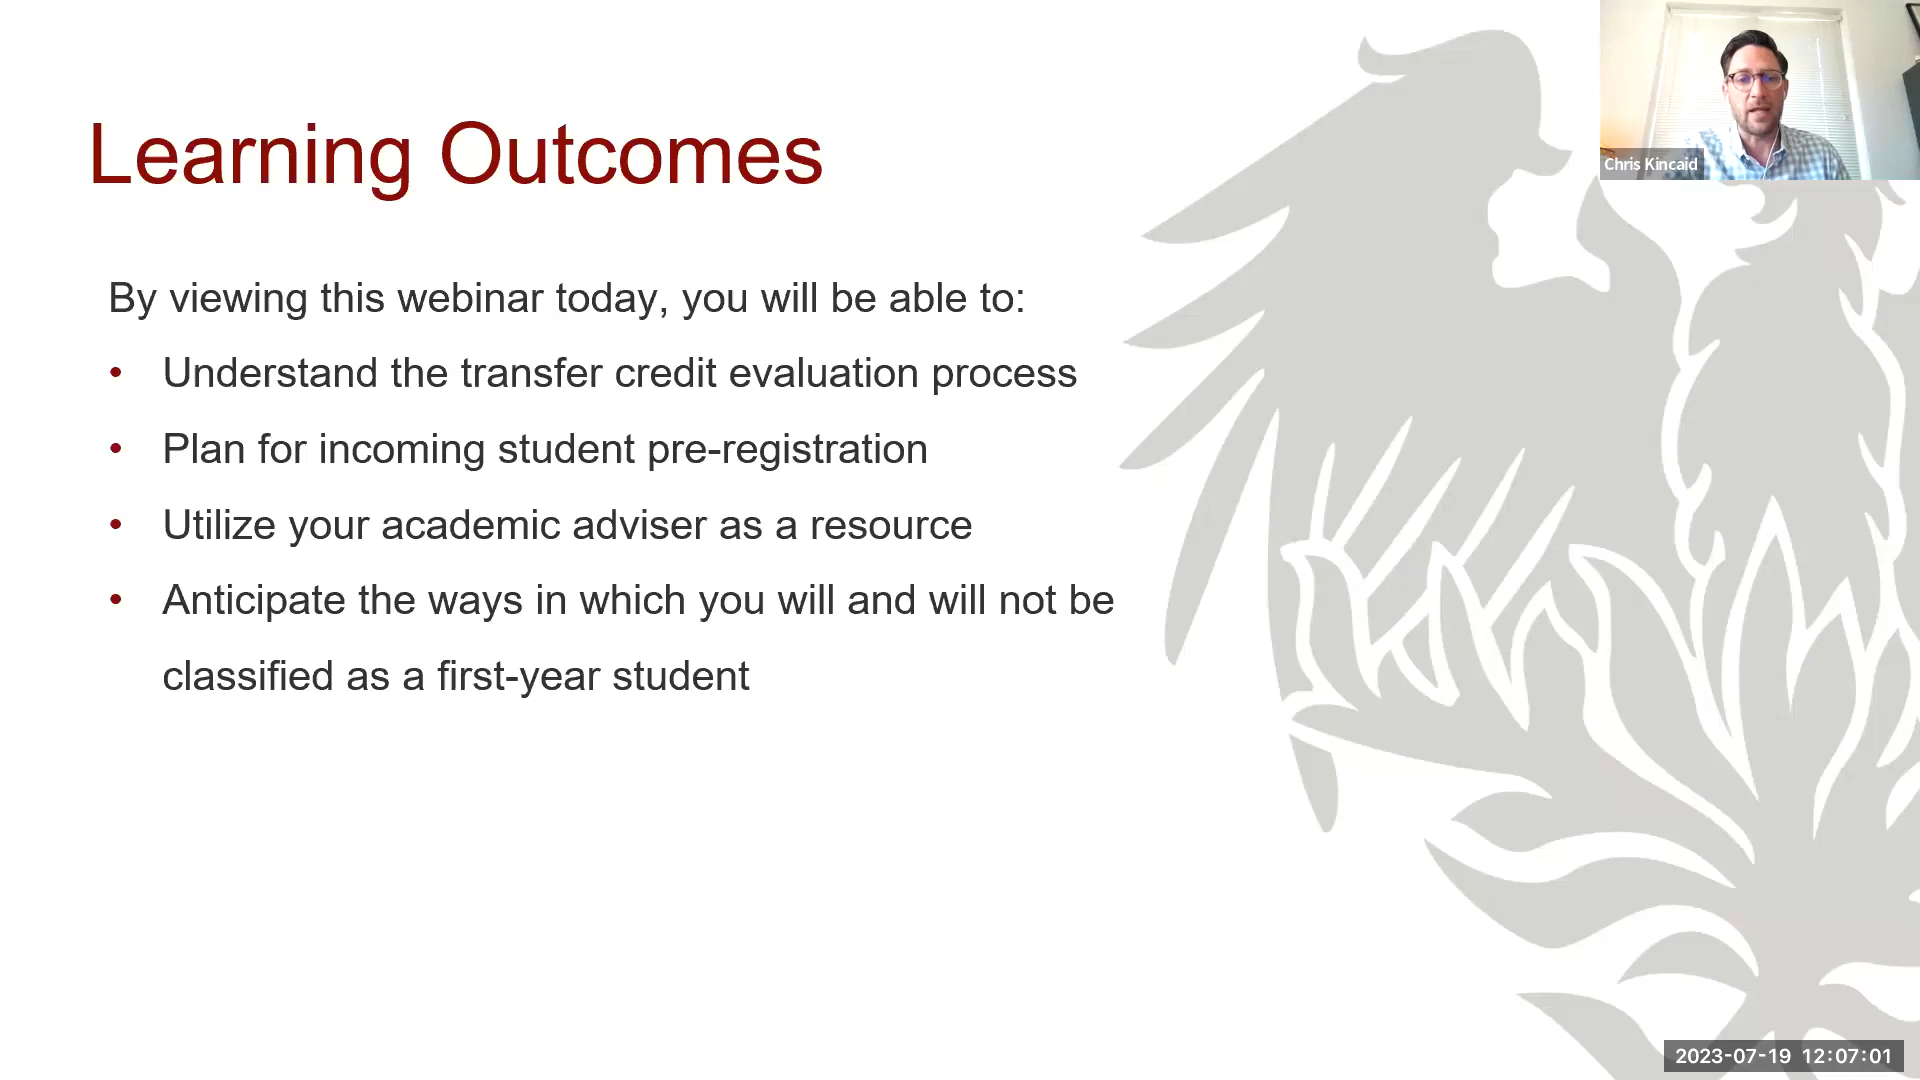 Learning Outcomes
Chris Kincaid
By viewing this webinar today, you will be able to:
• Understand the transfer credit evaluation process
• Plan for incoming student pre-registration
• Utilize your academic adviser as a resource
• Anticipate the ways in which you will and will not be
classified as a first-year student
2023-07-19 12:07:01